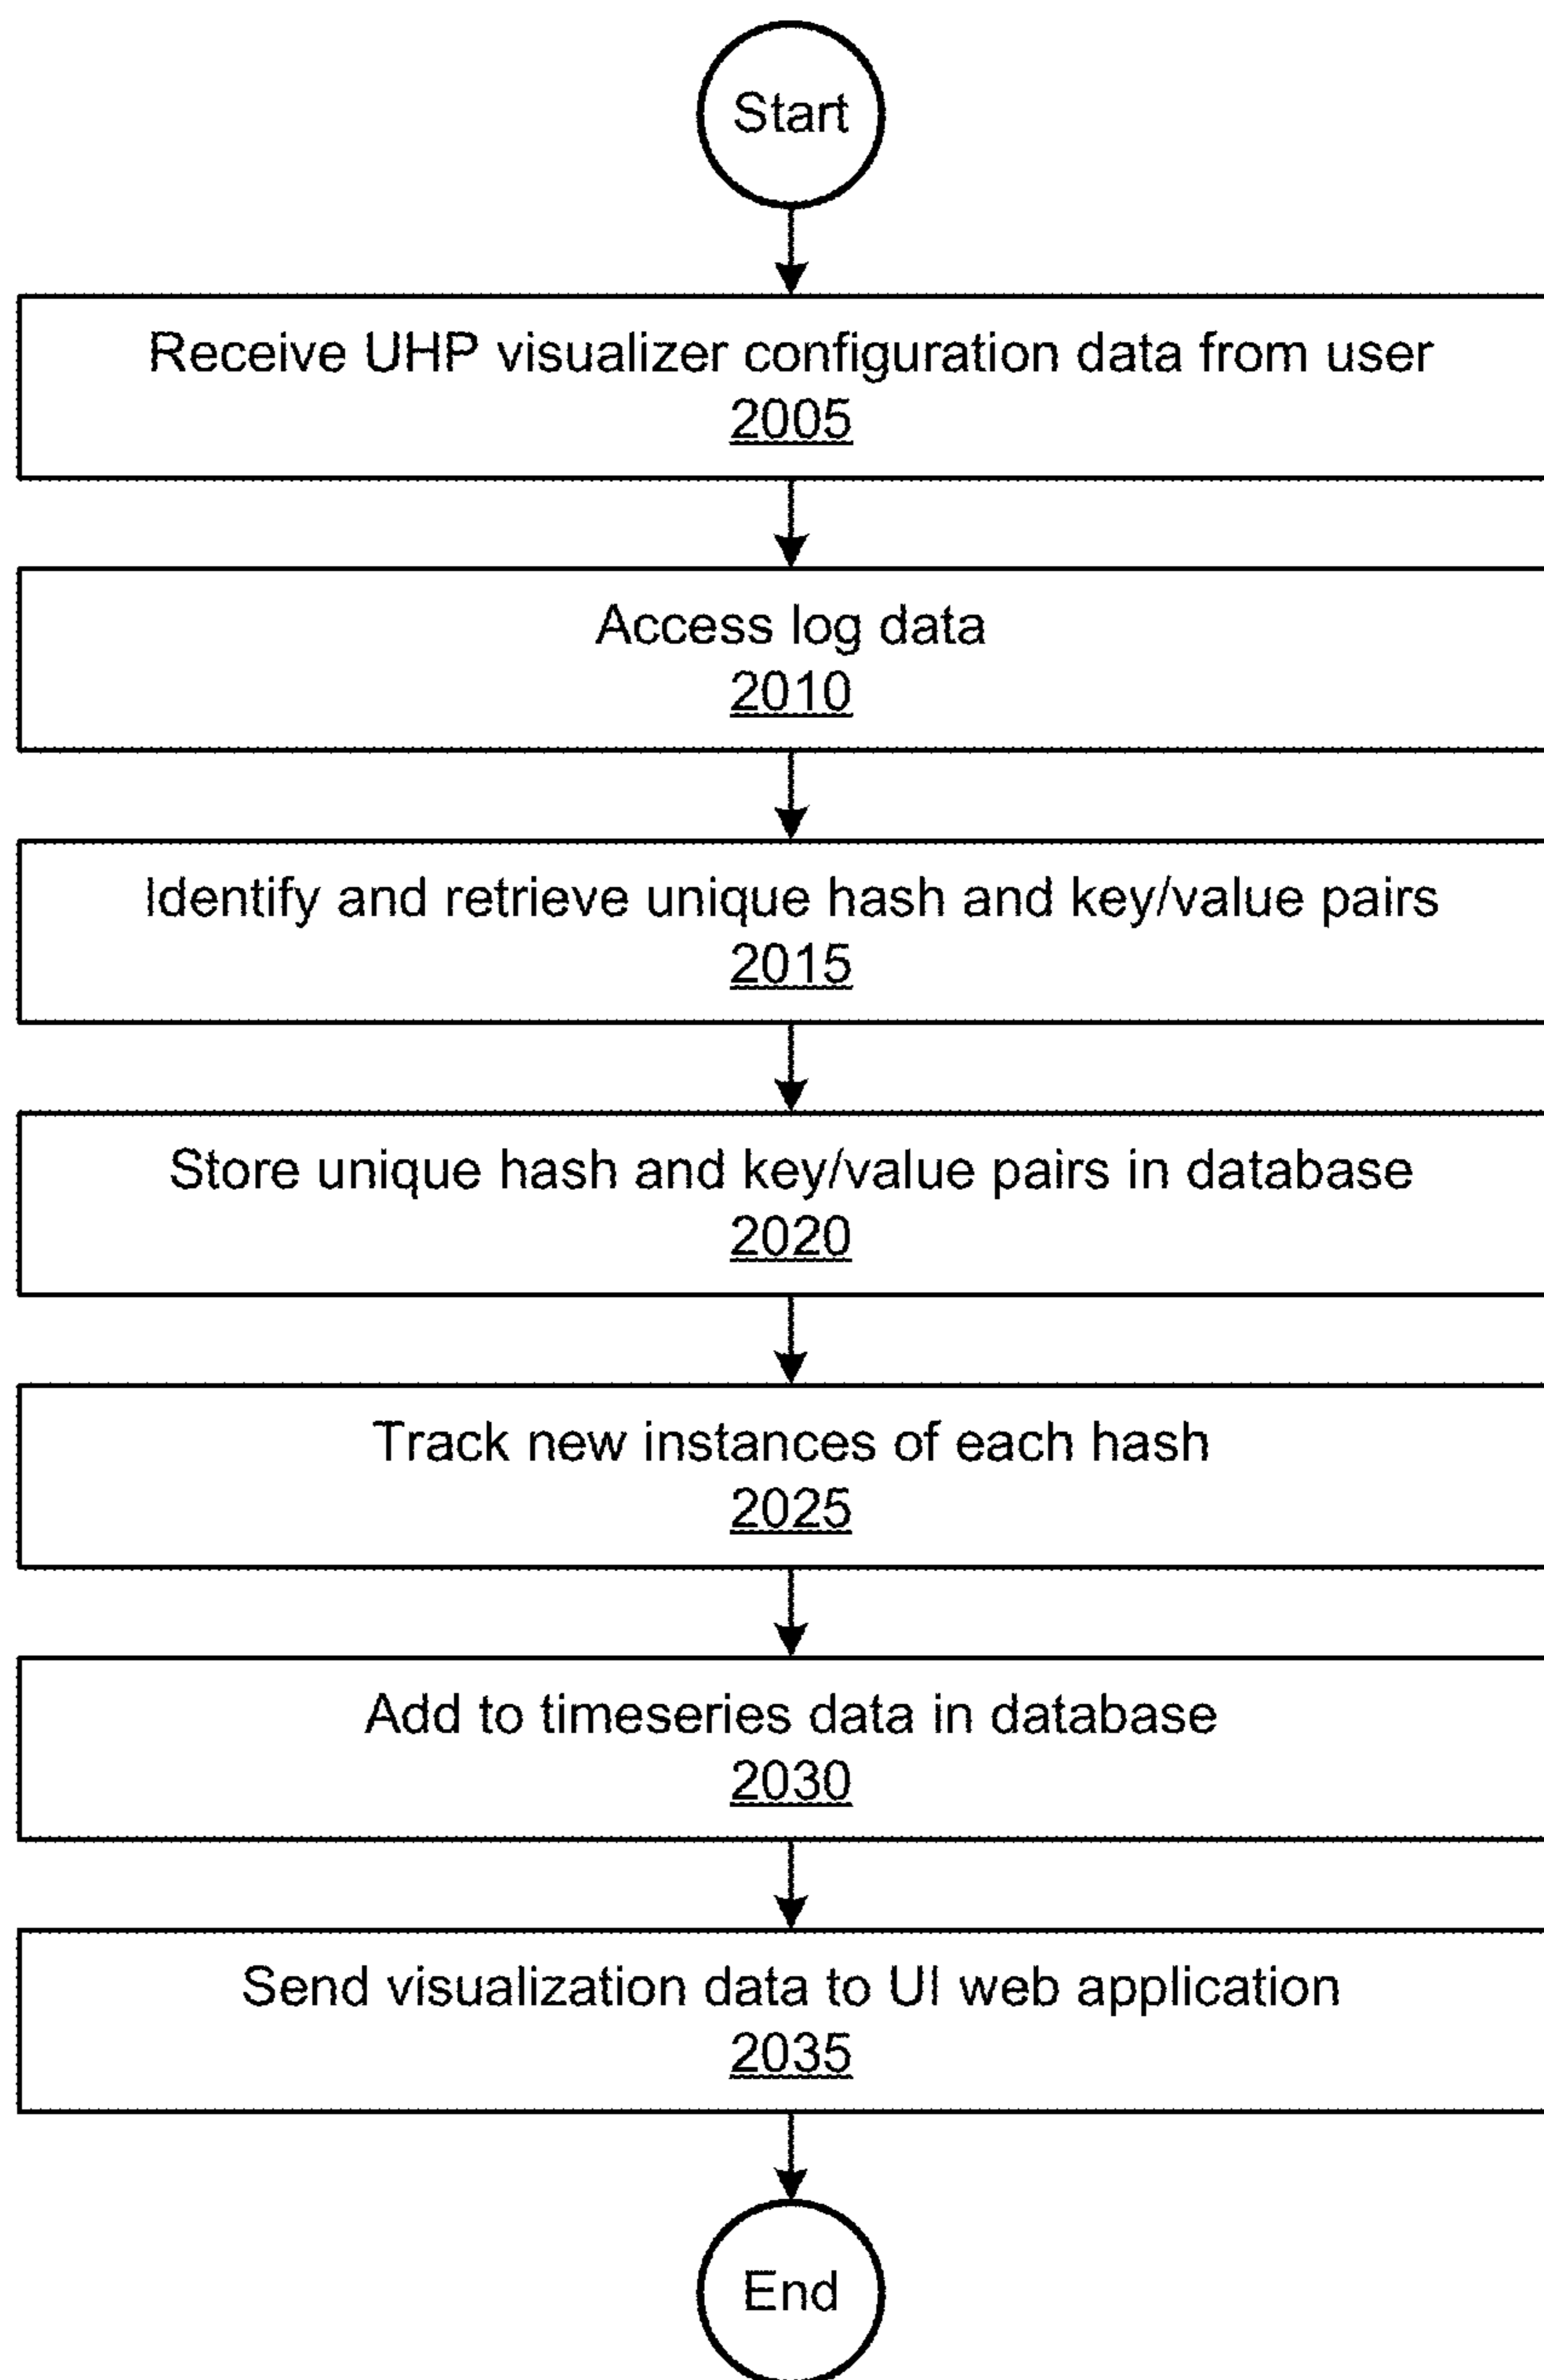 Start
Receive UHP visualizer configuration data from user
2005
Access log data
2010
Identify and retrieve unique hash and key/value pairs
2015
Store unique hash and key/value pairs in database
2020
Track new instances of each hash
2025
Add to timeseries data in database
2030
Send visualization data to UI web application
2035
End